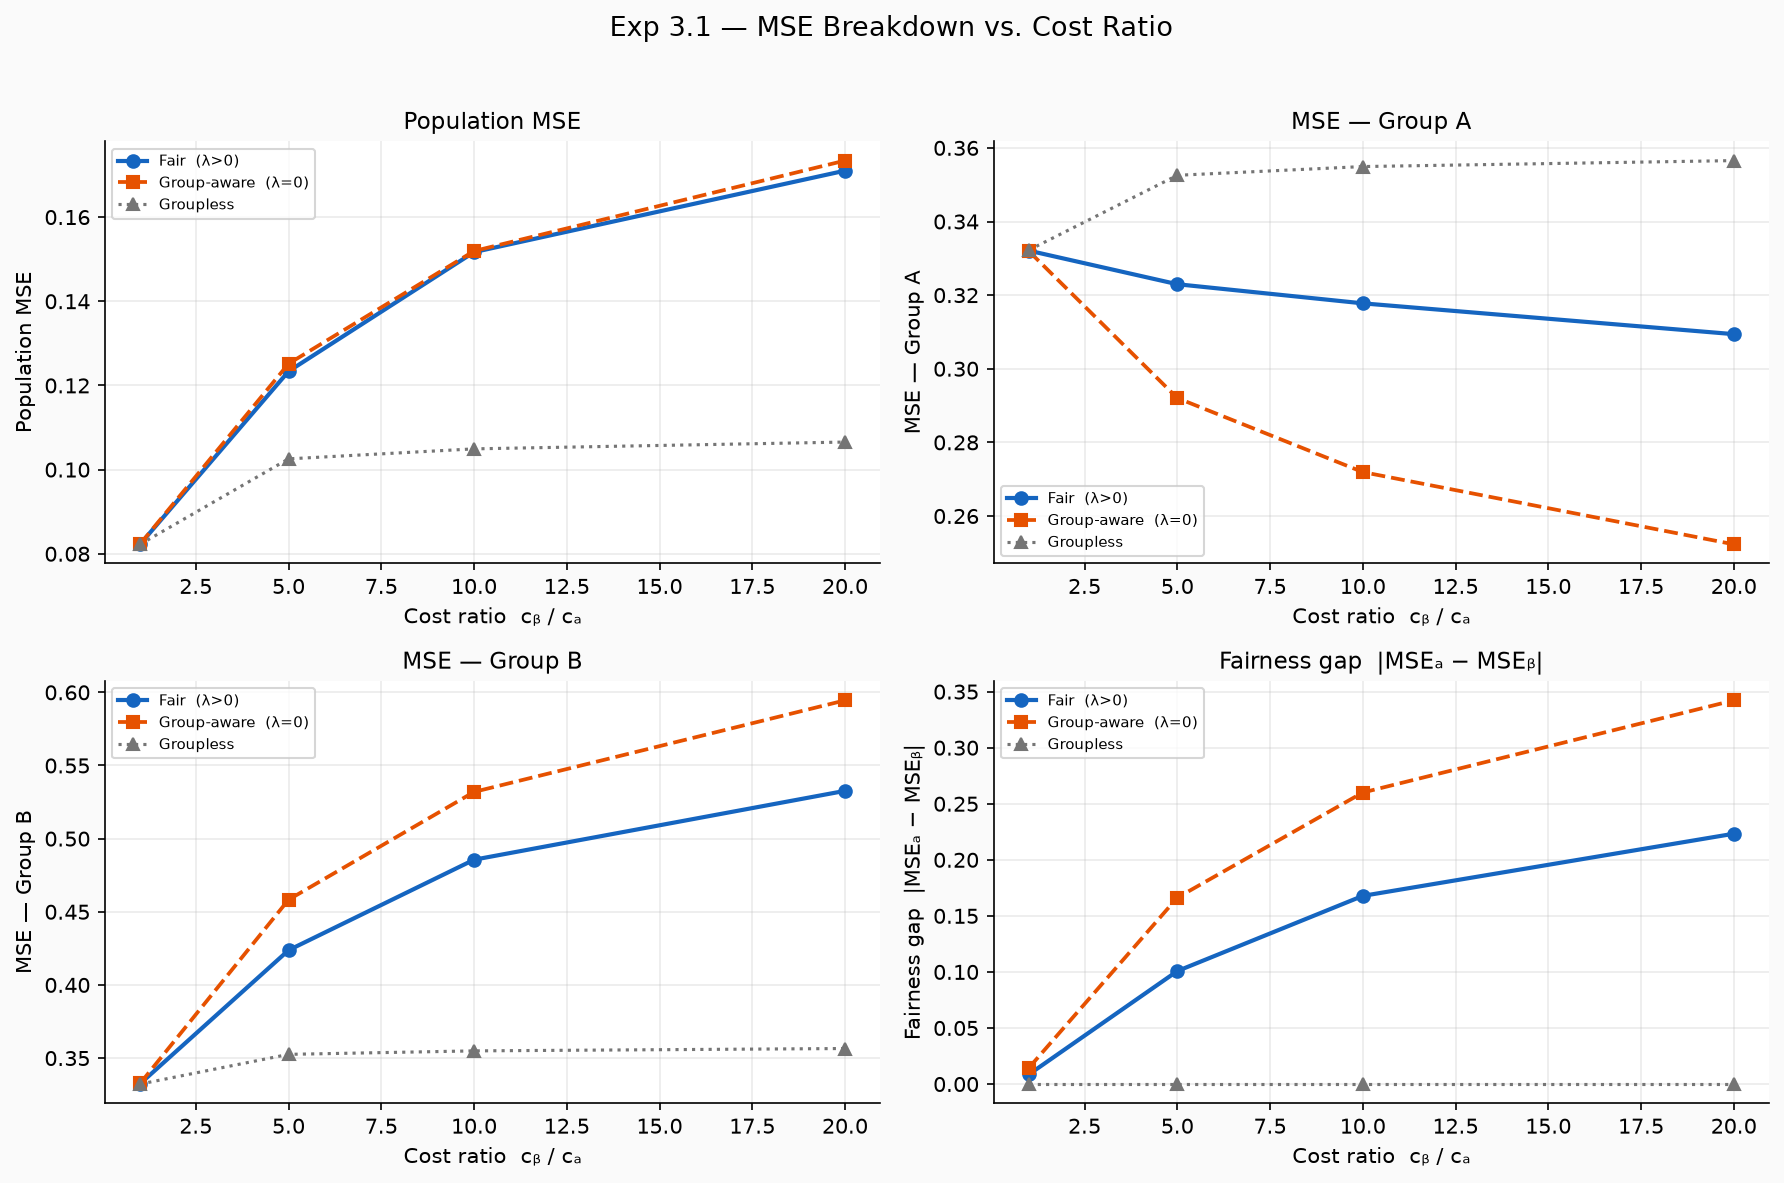 Exp 3.1 — MSE Breakdown vs. Cost Ratio
Population MSE
Fair (λ>0)
Group-aware (λ=0)
Groupless
Population MSE
0.16
0.14
0.12
0.10
0.08
2.5 5.0 7.5 10.0 12.5 15.0 17.5 20.0
Cost ratio cᵦ / cₐ
MSE — Group A
MSE — Group A
0.36
0.34
0.32
0.30
0.28
0.26
Fair (λ>0)
Group-aware (λ=0)
Groupless
2.5 5.0 7.5 10.0 12.5 15.0 17.5 20.0
Cost ratio cᵦ / cₐ
MSE — Group B
Fair (λ>0)
Group-aware (λ=0)
Groupless
MSE — Group B
0.60
0.55
0.50
0.45
0.40
0.35
2.5 5.0 7.5 10.0 12.5 15.0 17.5 20.0
Cost ratio cᵦ / cₐ
Fairness gap |MSEₐ − MSEᵦ|
Fair (λ>0)
Group-aware (λ=0)
Groupless
Fairness gap |MSEₐ − MSEᵦ|
0.35
0.30
0.25
0.20
0.15
0.10
0.05
0.00
2.5 5.0 7.5 10.0 12.5 15.0 17.5 20.0
Cost ratio cᵦ / cₐ